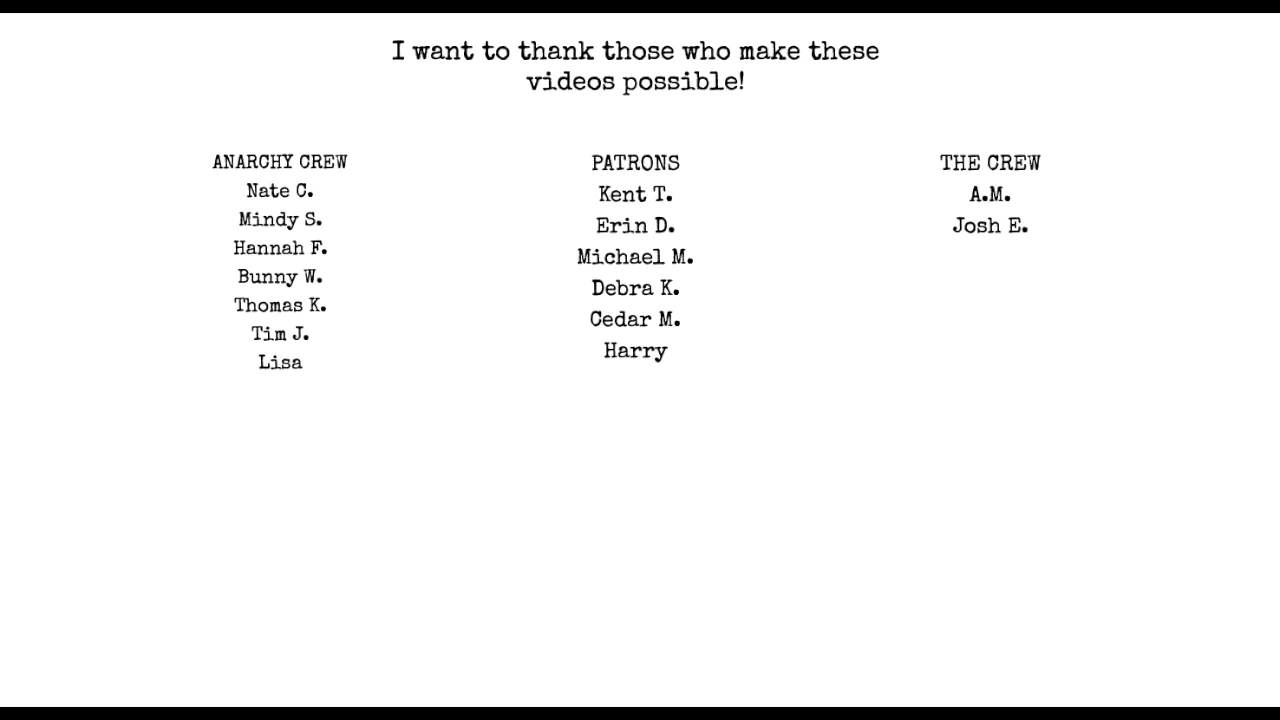 I want to thank those who make these
videos possible!
ANARCHY CREW
Nate C.
Mindy S.
Hannah F.
Bunny W.
Thomas K.
Tim J.
Lisa
PATRONS
Kent T.
Erin D.
Michael M.
Debra K.
Cedar M.
Harry
THE CREW
A.M.
Josh E.